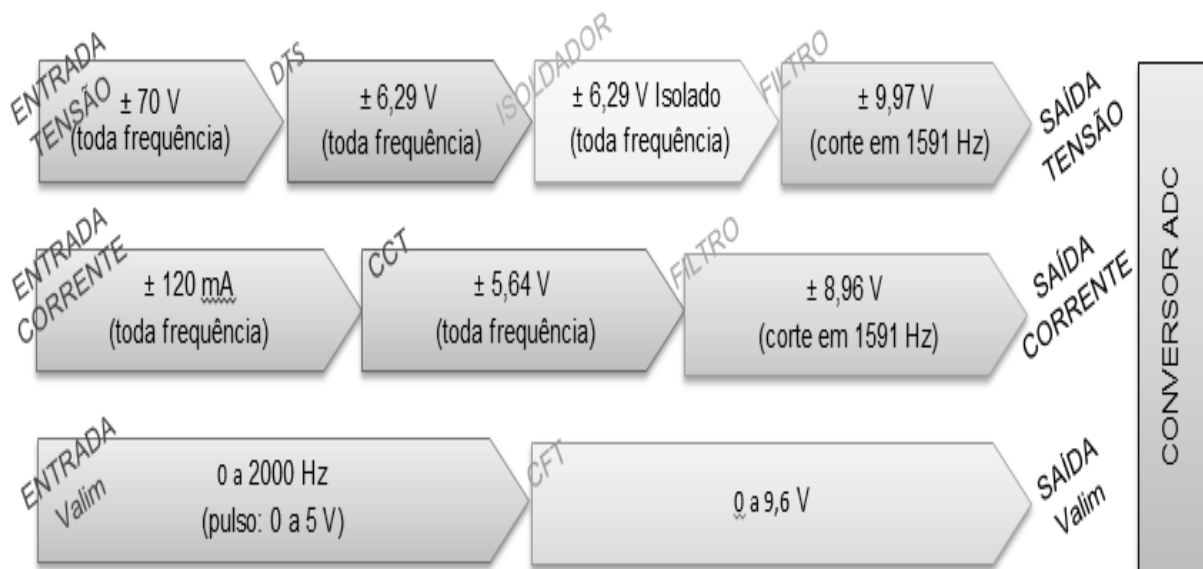 ENTRADA
TENSÃO
± 70 V
(toda frequência)
DTS
± 6,29 V
(toda frequência)
ISOLDADOR
± 6,29 V Isolado
(toda frequência)
FILTRO
± 9,97 V
(corte em 1591 Hz)
SAÍDA
TENSÃO
ENTRADA
CORRENTE
± 120 mA
(toda frequência)
CCT
± 5,64 V
(toda frequência)
FILTRO
± 8,96 V
(corte em 1591 Hz)
SAÍDA
CORRENTE
ENTRADA
Valim
0 a 2000 Hz
(pulso: 0 a 5 V)
CFT
0 a 9,6 V
SAÍDA
Valim
CONVERSOR ADC